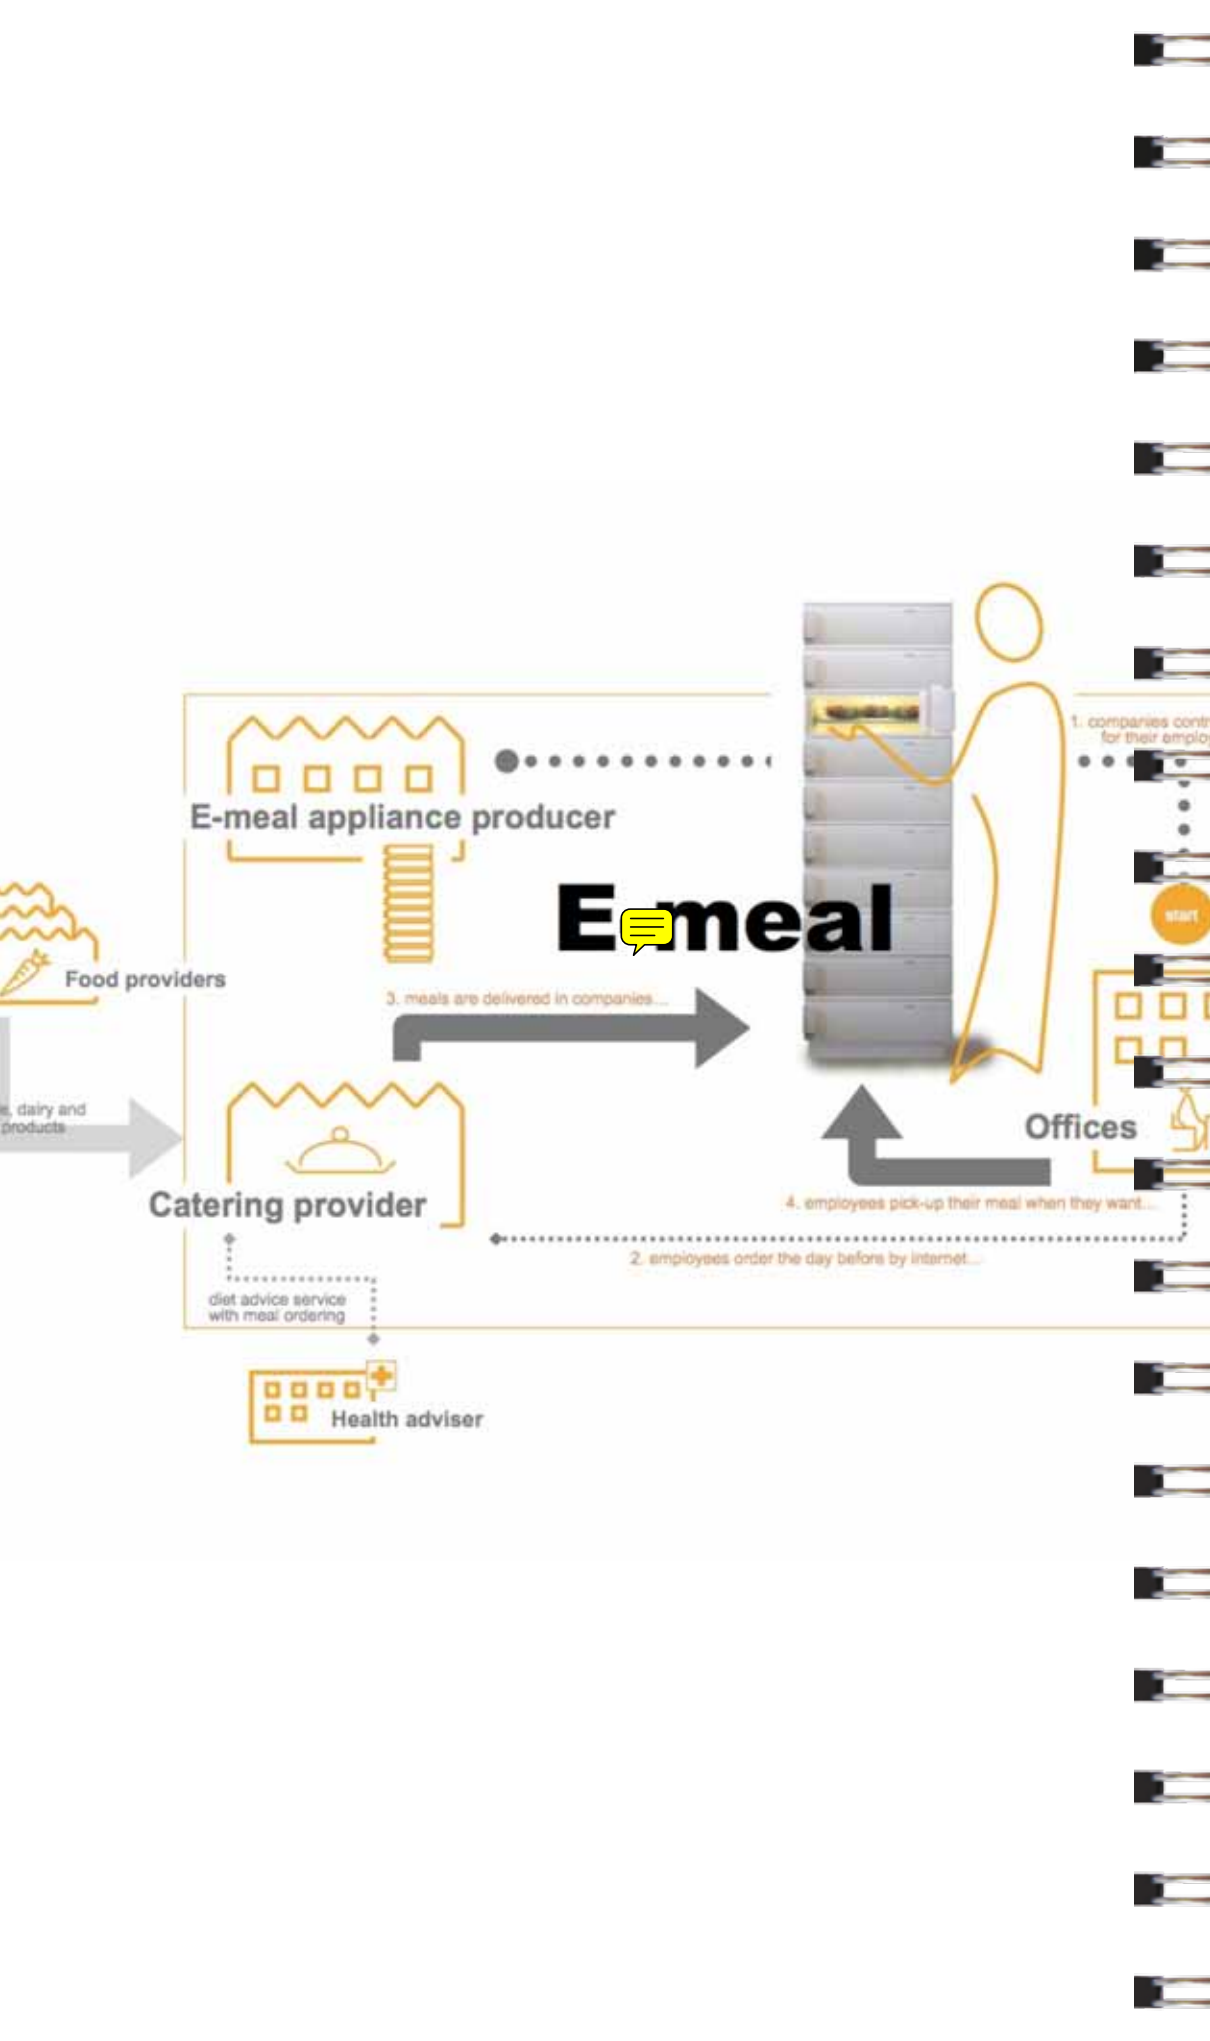 1. companies contr
for their emplo
E-meal appliance producer
E-meal
start
Food providers
3. meals are delivered in companies...
e, dairy and
products
Offices
Catering provider
4. employees pick-up their meal when they want...
2. employees order the day before by internet...
diet advice service
with meal ordering
Health adviser